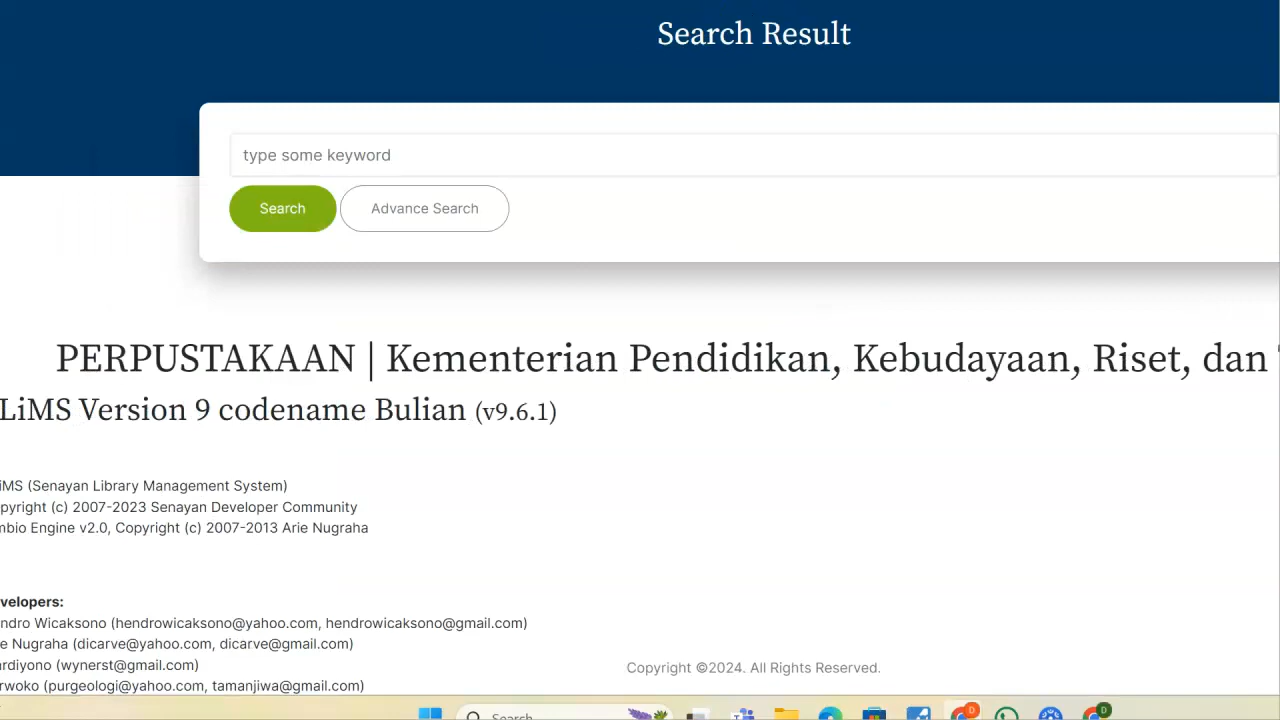 Search Result
type some keyword
Search
Advance Search
PERPUSTAKAAN | Kementerian Pendidikan, Kebudayaan, Riset, dan
LiMS Version 9 codename Bulian (v9.6.1)
iMS (Senayan Library Management System)
pyright (c) 2007-2023 Senayan Developer Community
mbio Engine v2.0, Copyright (c) 2007-2013 Arie Nugraha
velopers:
ndro Wicaksono (hendrowicaksono@yahoo.com, hendrowicaksono@gmail.com)
e Nugraha (dicarve@yahoo.com, dicarve@gmail.com)
ardiyono (wynerst@gmail.com)
rwoko (purgeologi@yahoo.com, tamanjiwa@gmail.com)
Copyright ©2024. All Rights Reserved.
Search
D
D